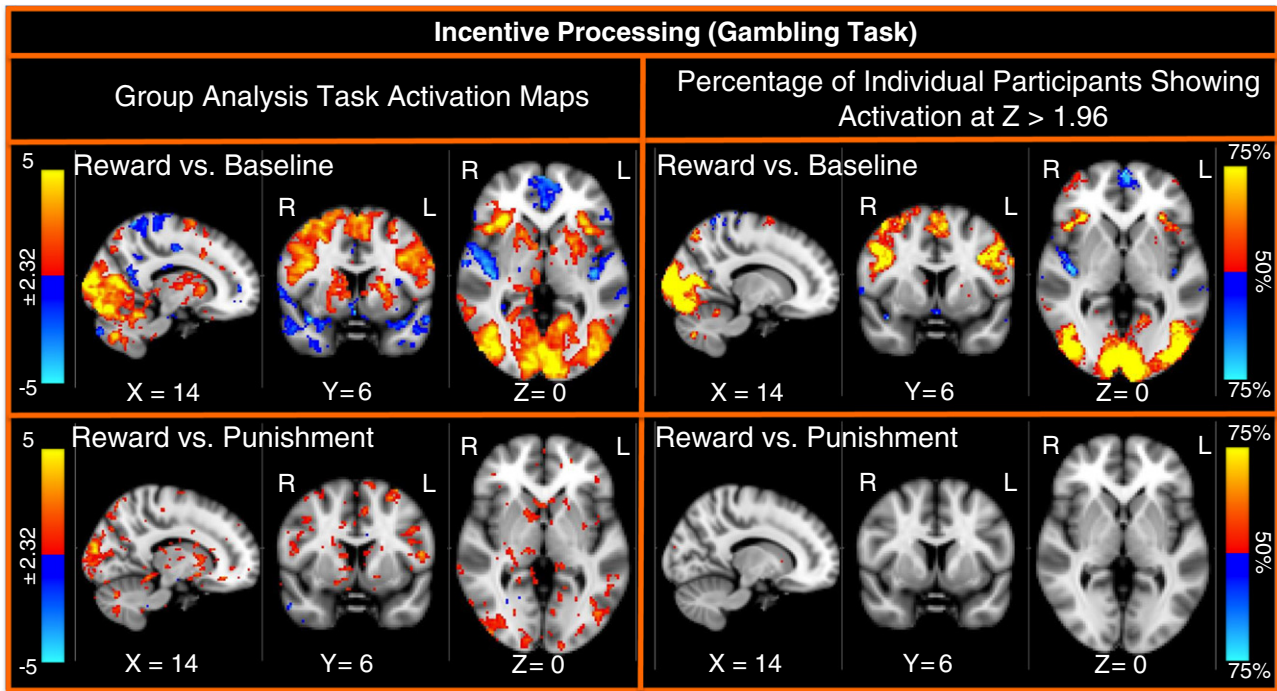 Incentive Processing (Gambling Task)
Group Analysis Task Activation Maps
Percentage of Individual Participants Showing
Activation at Z > 1.96
Reward vs. Baseline
5
±2.32
-5
R
L
R
L
X = 14
Y=6
Z= 0
Reward vs. Baseline
R
L
R
L
75%
50%
75%
X = 14
Y=6
Z= 0
Reward vs. Punishment
5
±2.32
-5
R
L
R
L
X = 14
Y=6
Z= 0
Reward vs. Punishment
R
L
R
L
75%
50%
75%
X = 14
Y=6
Z= 0